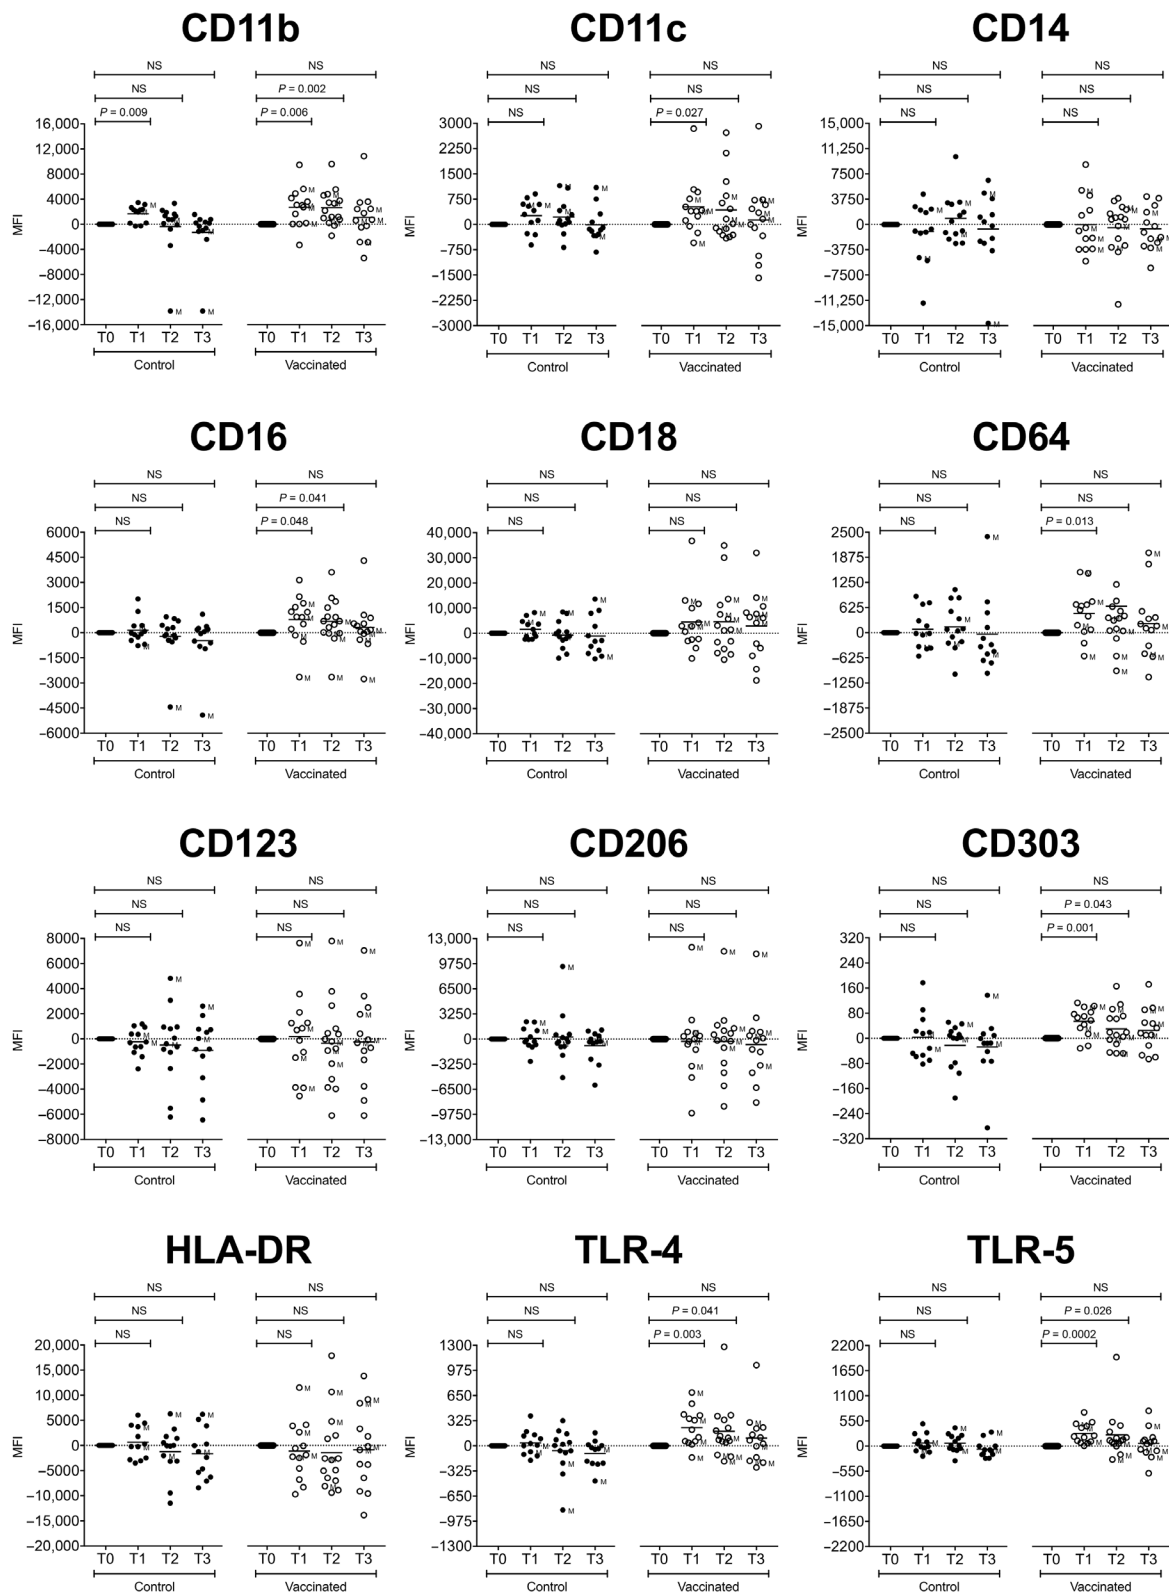 CD11b CD11c CD14
NS NS NS NS NS NS
NS P = 0.002 NS NS NS NS
P = 0.009 P = 0.006 NS P = 0.027 NS NS
MFI
16,000
12,000
8000
4000
0
−4000
−8000
−12,000
−16,000
T0 T1 T2 T3 T0 T1 T2 T3
Control Vaccinated
MFI
3000
2250
1500
750
0
−750
−1500
−2250
−3000
T0 T1 T2 T3 T0 T1 T2 T3
Control Vaccinated
MFI
15,000
11,250
7500
3750
0
−3750
−7500
−11,250
−15,000
T0 T1 T2 T3 T0 T1 T2 T3
Control Vaccinated
CD16 CD18 CD64
NS NS NS NS NS NS
NS P = 0.041 NS NS NS NS
NS P = 0.048 NS NS NS P = 0.013
MFI
6000
4500
3000
1500
0
−1500
−3000
−4500
−6000
T0 T1 T2 T3 T0 T1 T2 T3
Control Vaccinated
MFI
40,000
30,000
20,000
10,000
0
−10,000
−20,000
−30,000
−40,000
T0 T1 T2 T3 T0 T1 T2 T3
Control Vaccinated
MFI
2500
1875
1250
625
0
−625
−1250
−1875
−2500
T0 T1 T2 T3 T0 T1 T2 T3
Control Vaccinated
CD123 CD206 CD303
NS NS NS NS NS NS
NS NS NS NS NS P = 0.043
NS NS NS NS NS P = 0.001
MFI
8000
6000
4000
2000
0
−2000
−4000
−6000
−8000
T0 T1 T2 T3 T0 T1 T2 T3
Control Vaccinated
MFI
13,000
9750
6500
3250
0
−3250
−6500
−9750
−13,000
T0 T1 T2 T3 T0 T1 T2 T3
Control Vaccinated
MFI
320
240
160
80
0
−80
−160
−240
−320
T0 T1 T2 T3 T0 T1 T2 T3
Control Vaccinated
HLA-DR TLR-4 TLR-5
NS NS NS NS NS NS
NS NS NS P = 0.041 NS P = 0.026
NS NS NS P = 0.003 NS P = 0.0002
MFI
20,000
15,000
10,000
5000
0
−5000
−10,000
−15,000
−20,000
T0 T1 T2 T3 T0 T1 T2 T3
Control Vaccinated
MFI
1300
975
650
325
0
−325
−650
−975
−1300
T0 T1 T2 T3 T0 T1 T2 T3
Control Vaccinated
MFI
2200
1650
1100
550
0
−550
−1100
−1650
−2200
T0 T1 T2 T3 T0 T1 T2 T3
Control Vaccinated